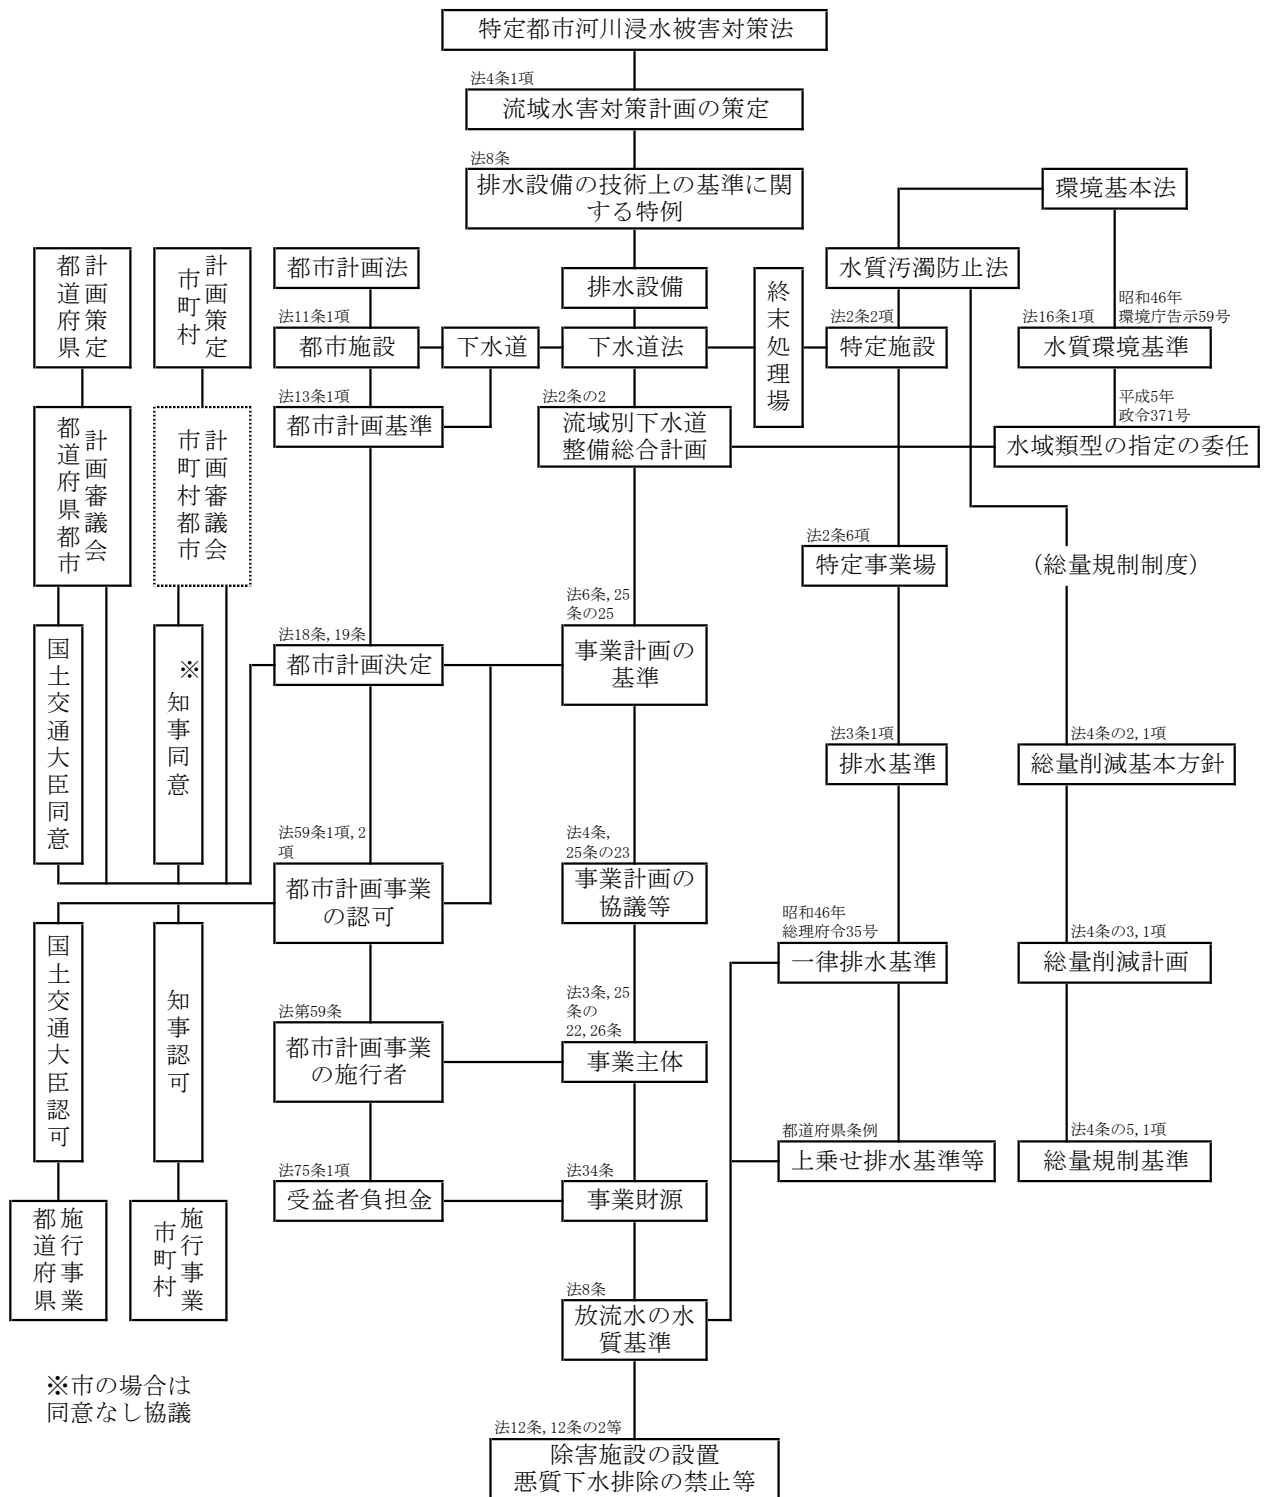 特定都市河川浸水被害対策法
法4条1項
流域水害対策計画の策定
法8条
排水設備の技術上の基準に関
する特例
環境基本法
都道府県
計画策定
市町村
計画策定
都市計画法
排水設備
終末処理場
水質汚濁防止法
昭和46年
環境庁告示59号
法11条1項
都市施設
下水道
下水道法
法2条2項
特定施設
法16条1項
水質環境基準
法13条1項
都市計画基準
法2条の2
流域別下水道
整備総合計画
平成5年
政令371号
水域類型の指定の委任
都道府県都市
計画審議会
市町村都市
計画審議会
法2条6項
特定事業場
(総量規制制度)
国土交通大臣同意
※
知事同意
法18条,19条
都市計画決定
法6条,25
条の25
事業計画の
基準
法3条1項
排水基準
法4条の2,1項
総量削減基本方針
法59条1項,2
項
都市計画事業
の認可
法4条,
25条の23
事業計画の
協議等
昭和46年
総理府令35号
一律排水基準
法4条の3,1項
総量削減計画
国土交通大臣認可
知事認可
法第59条
都市計画事業
の施行者
法3条,25
条の
22,26条
事業主体
都道府県条例
上乗せ排水基準等
法4条の5,1項
総量規制基準
法75条1項
受益者負担金
法34条
事業財源
都道府県
施行事業
市町村
施行事業
法8条
放流水の水
質基準
※市の場合は
同意なし協議
法12条,12条の2等
除害施設の設置
悪質下水排除の禁止等